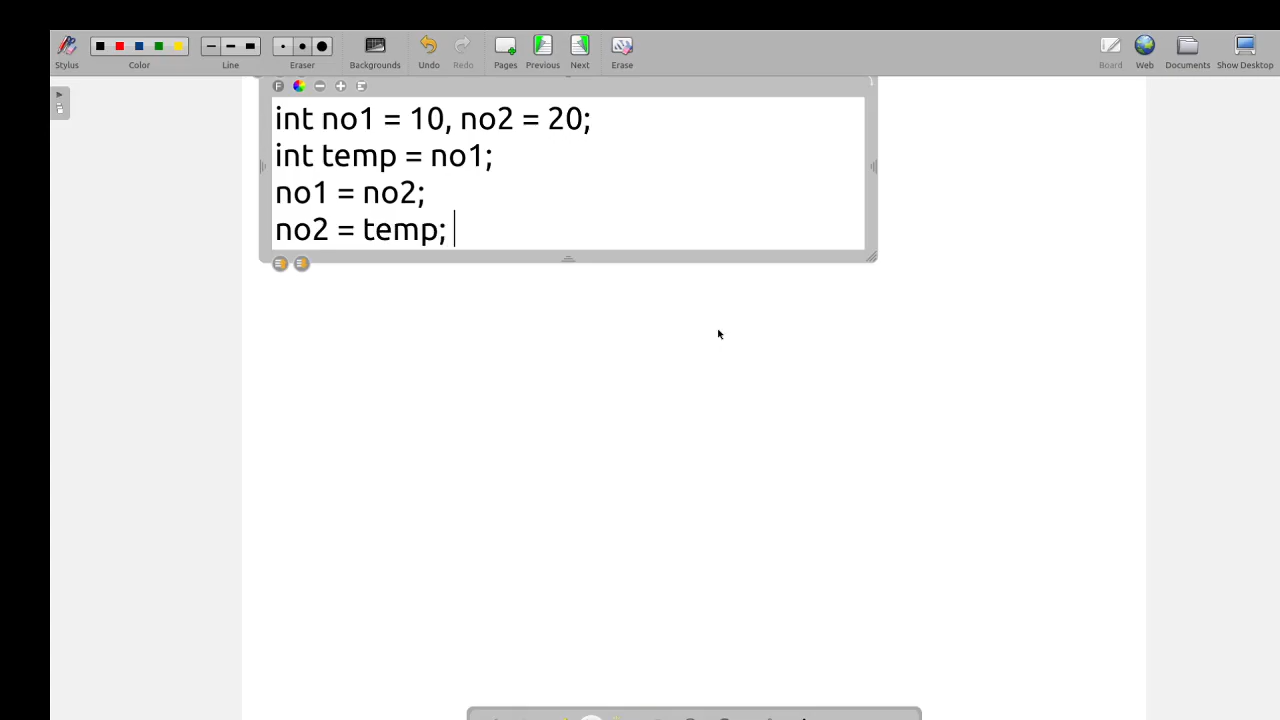 Stylus Color Line Eraser Backgrounds Undo Redo Pages Previous Next Erase Board Web Documents Show Desktop
int no1 = 10, no2 = 20;
int temp = no1;
no1 = no2;
no2 = temp;